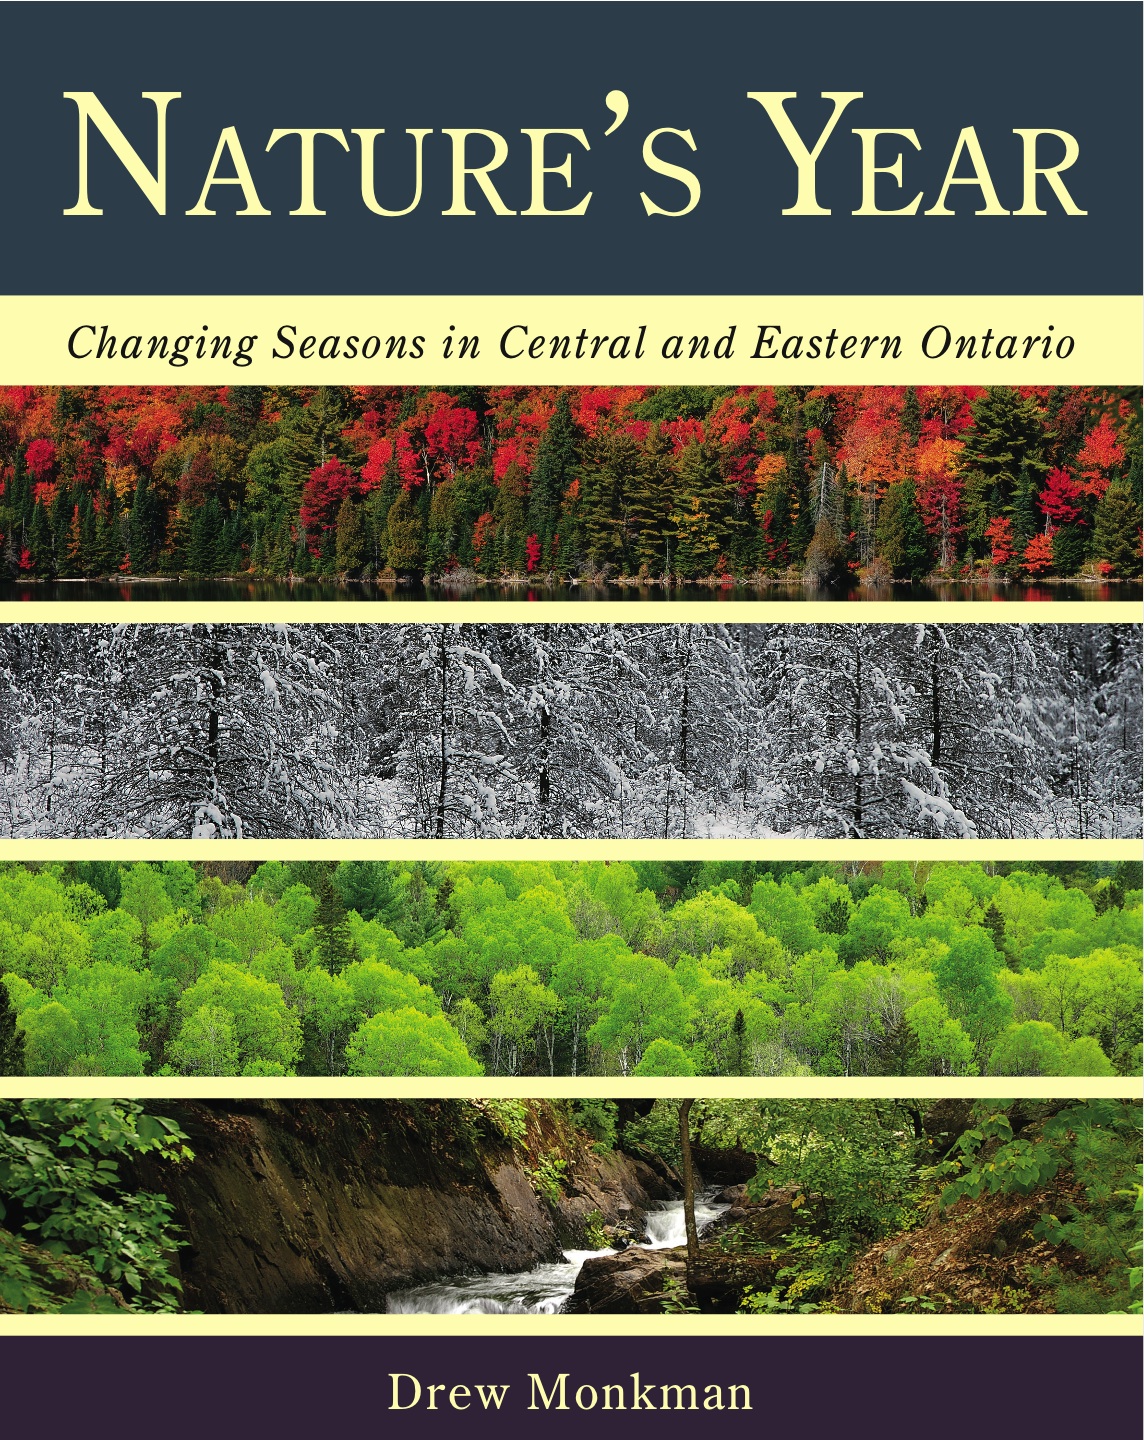 Nature’s Year
Changing Seasons in Central and Eastern Ontario
Drew Monkman